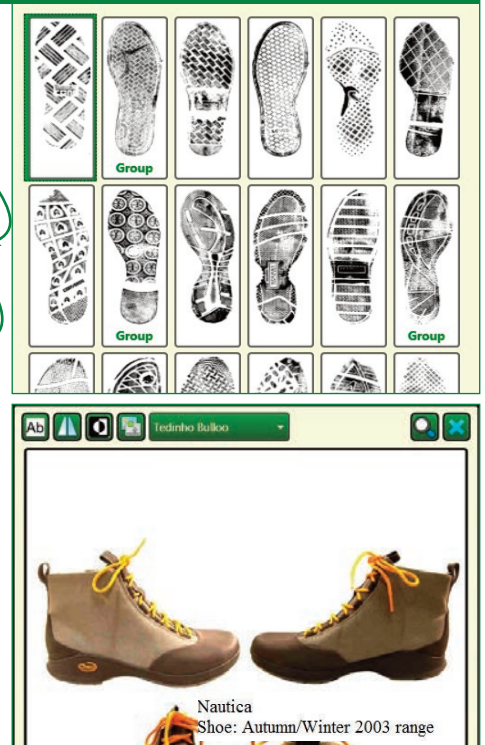 Group
Group
Group
Ab
Tedinho Bulloo
Nautica
Shoe: Autumn/Winter 2003 range